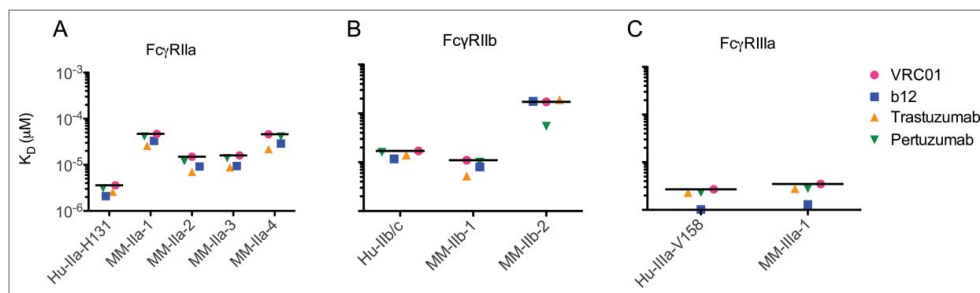 A
FcγRIIa
K_D (μM)
10⁻³
10⁻⁴
10⁻⁵
10⁻⁶
Hu-IIa-H131
MM-IIa-1
MM-IIa-2
MM-IIa-3
MM-IIa-4
B
FcγRIIb
Hu-IIb/c
MM-IIb-1
MM-IIb-2
C
FcγRIIIa
Hu-IIIa-V158
MM-IIIa-1
VRC01
b12
Trastuzumab
Pertuzumab